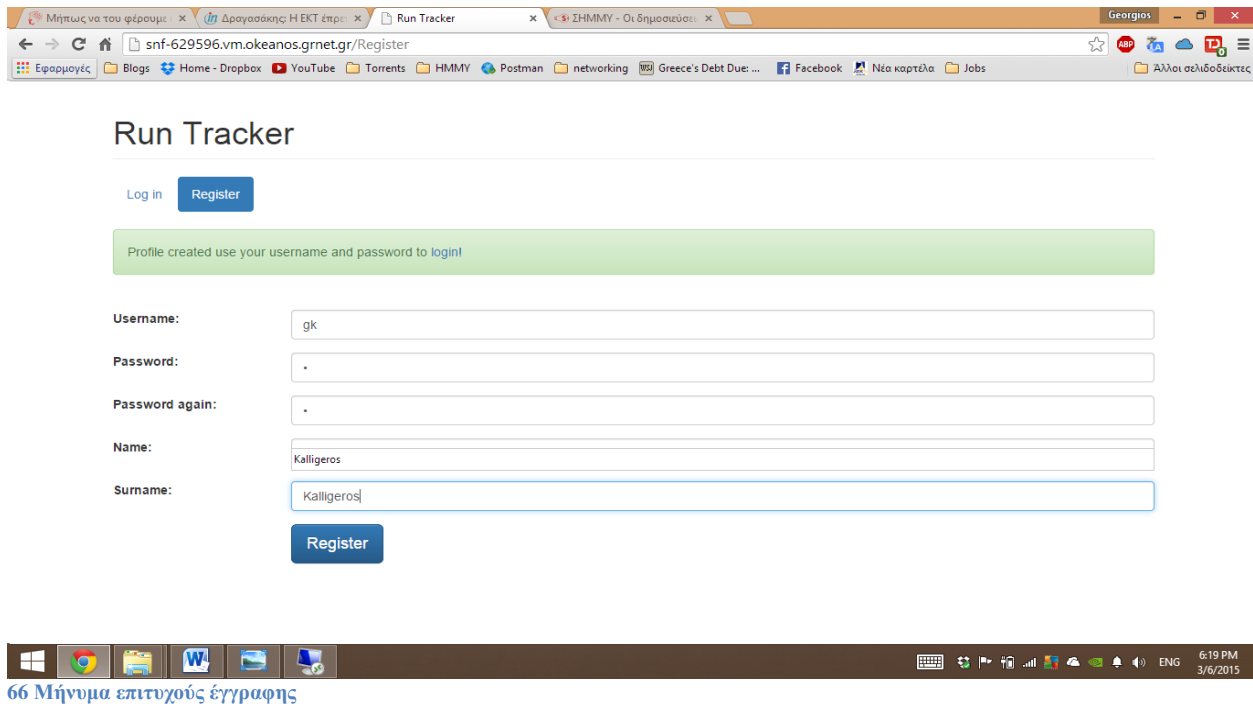 Μήπως να του φέρουμε
Δραγασάκης: Η ΕΚΤ έπρε
Run Tracker
ΣΗΜΜΥ - Οι δημοσιεύσει
Georgios
snf-629596.vm.okeanos.grnet.gr/Register
Εφαρμογές Blogs Home - Dropbox YouTube Torrents HMMY Postman networking WSJ Greece's Debt Due: ... Facebook Νέα καρτέλα Jobs Άλλοι σελιδοδείκτες
Run Tracker
Log in Register
Profile created use your username and password to login!
Username: gk
Password: •
Password again: •
Name:
Kalligeros
Surname: Kalligeros
Register
ENG 6:19 PM
3/6/2015
66 Μήνυμα επιτυχούς έγγραφης